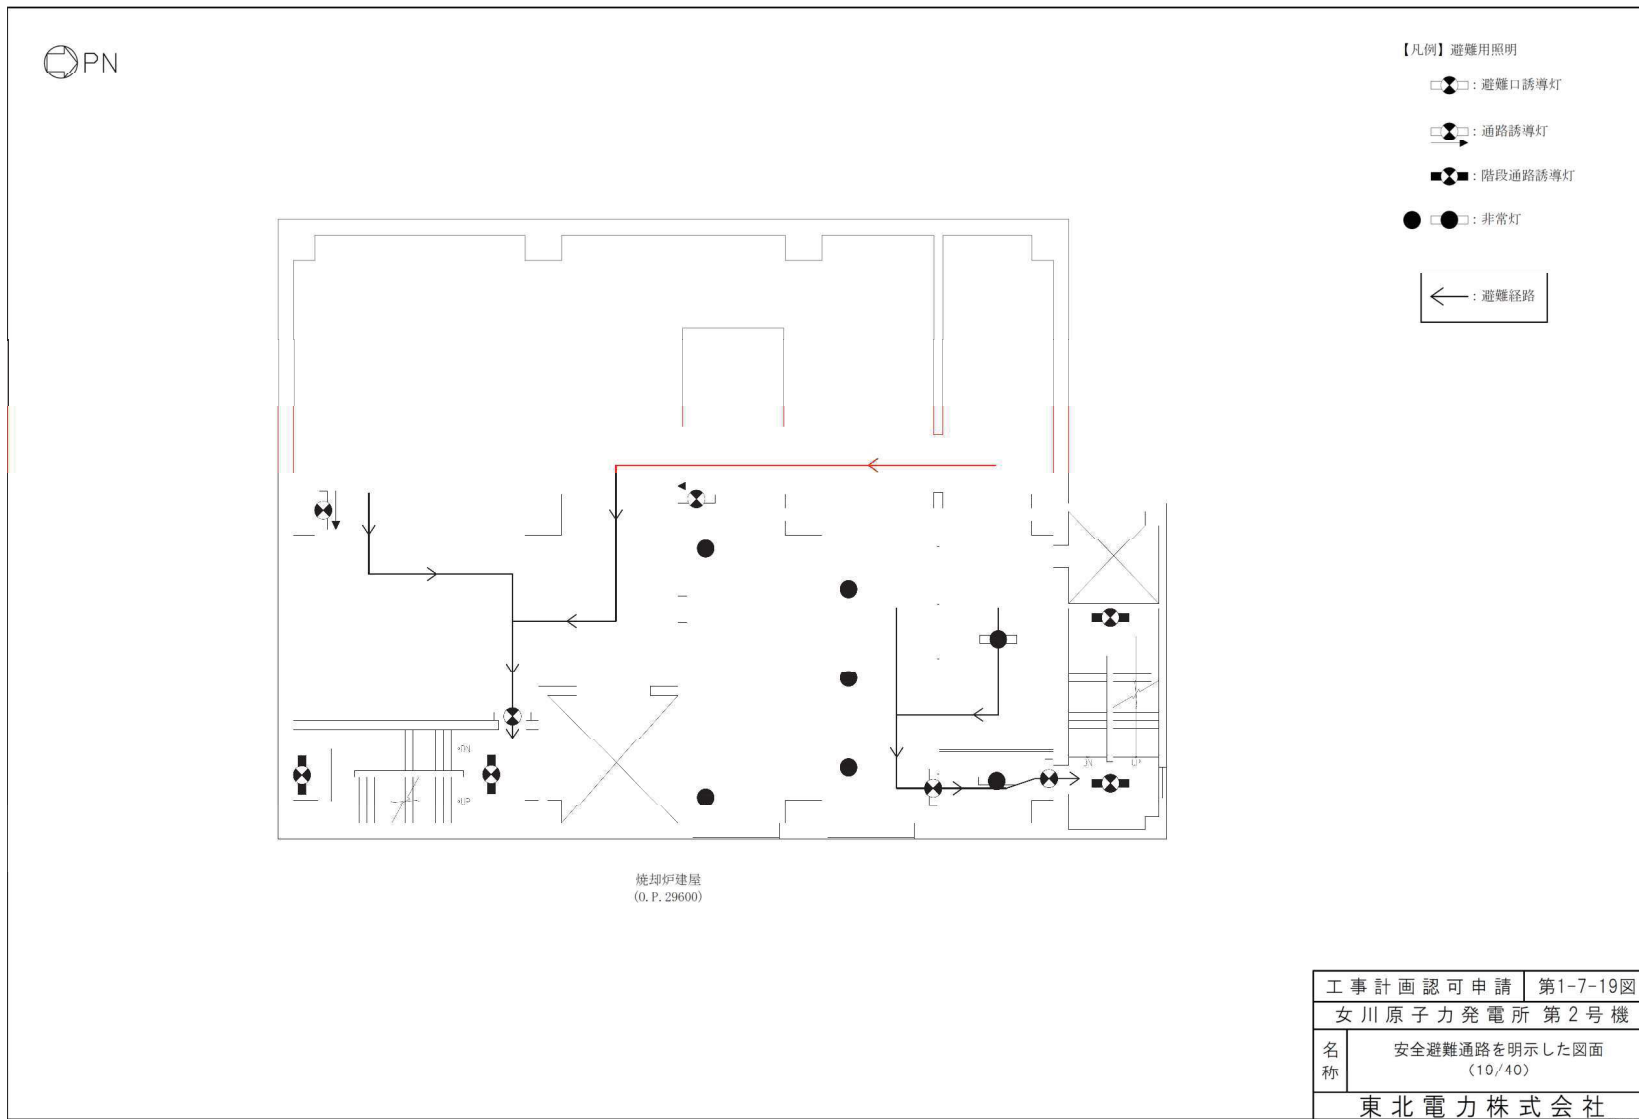 PN
【凡例】避難用照明
：避難口誘導灯
：通路誘導灯
：階段通路誘導灯
：非常灯
：避難経路
DN
UP
UP
焼却炉建屋
(O.P.29600)
工事計画認可申請 第1-7-19図
女川原子力発電所 第2号機
名称 安全避難通路を明示した図面
(10/40)
東北電力株式会社